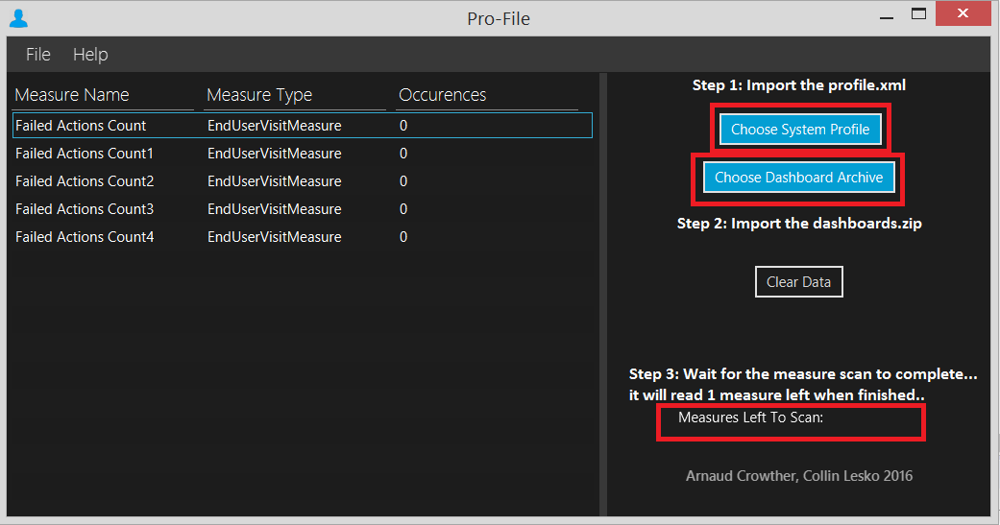 Pro-File
File Help
Measure Name Measure Type Occurences
Failed Actions Count EndUserVisitMeasure 0
Failed Actions Count1 EndUserVisitMeasure 0
Failed Actions Count2 EndUserVisitMeasure 0
Failed Actions Count3 EndUserVisitMeasure 0
Failed Actions Count4 EndUserVisitMeasure 0
Step 1: Import the profile.xml
Choose System Profile
Choose Dashboard Archive
Step 2: Import the dashboards.zip
Clear Data
Step 3: Wait for the measure scan to complete...
it will read 1 measure left when finished..
Measures Left To Scan:
Arnaud Crowther, Collin Lesko 2016